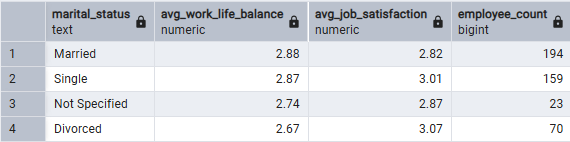 marital_status avg_work_life_balance avg_job_satisfaction employee_count
text numeric numeric bigint
1 Married 2.88 2.82 194
2 Single 2.87 3.01 159
3 Not Specified 2.74 2.87 23
4 Divorced 2.67 3.07 70